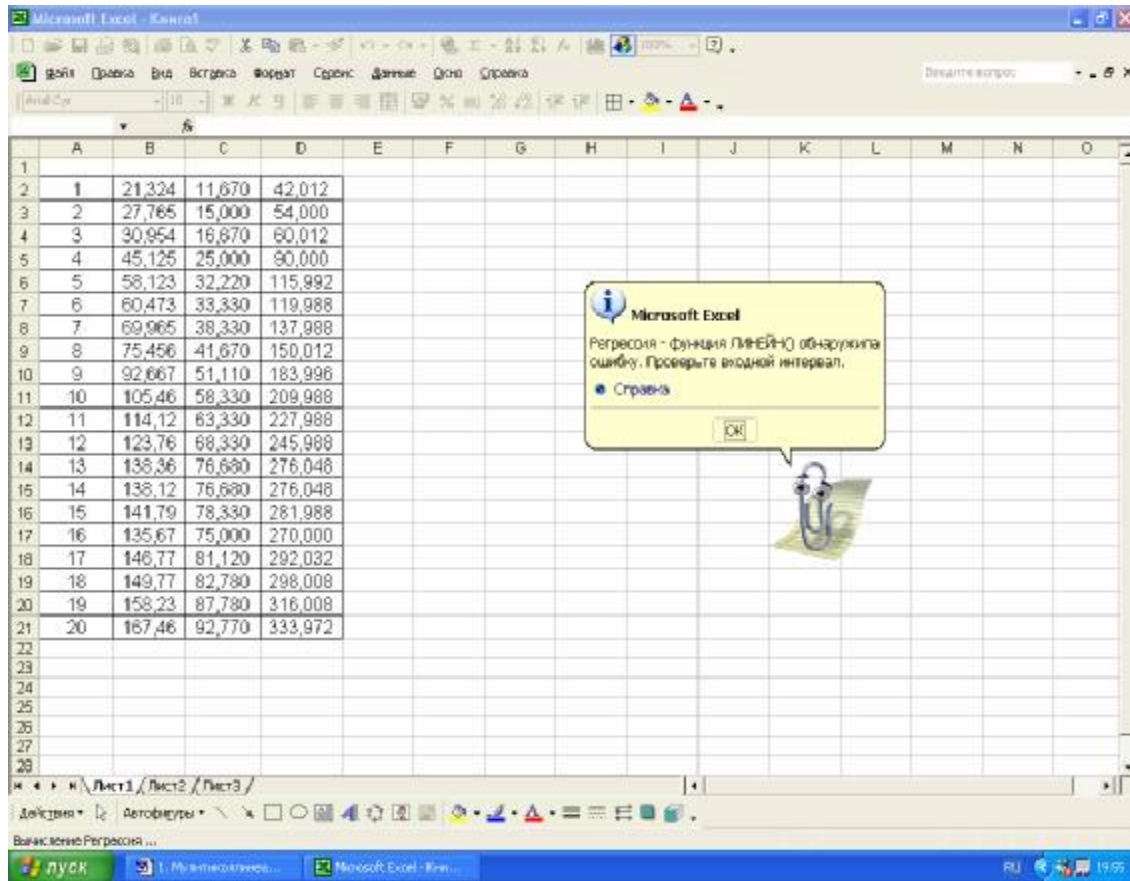 Microsoft Excel - Книга1
100%
Файл Правка Вид Вставка Формат Сервис Данные Окно Справка
Введите вопрос
Arial Cyr 10
fx
A B C D E F G H I J K L M N O
1
2 1 21,324 11,670 42,012
3 2 27,765 15,000 54,000
4 3 30,954 16,670 60,012
5 4 45,125 25,000 90,000
6 5 58,123 32,220 115,992
7 6 60,473 33,330 119,988
8 7 69,965 38,330 137,988
9 8 75,456 41,670 150,012
10 9 92,667 51,110 183,996
11 10 105,46 58,330 209,988
12 11 114,12 63,330 227,988
13 12 123,76 68,330 245,988
14 13 138,36 76,680 276,048
15 14 138,12 76,680 276,048
16 15 141,79 78,330 281,988
17 16 135,67 75,000 270,000
18 17 146,77 81,120 292,032
19 18 149,77 82,780 298,008
20 19 158,23 87,780 316,008
21 20 167,46 92,770 333,972
22
23
24
25
26
27
28
Microsoft Excel
Регрессия - функция ЛИНЕЙН() обнаружила
ошибку. Проверьте входной интервал.
Справка
OK
Лист1 / Лист2 / Лист3 /
Действия Автофигуры
Вычисление Регрессия ...
пуск 1. Microsoft Excel - Кни... RU 19:55